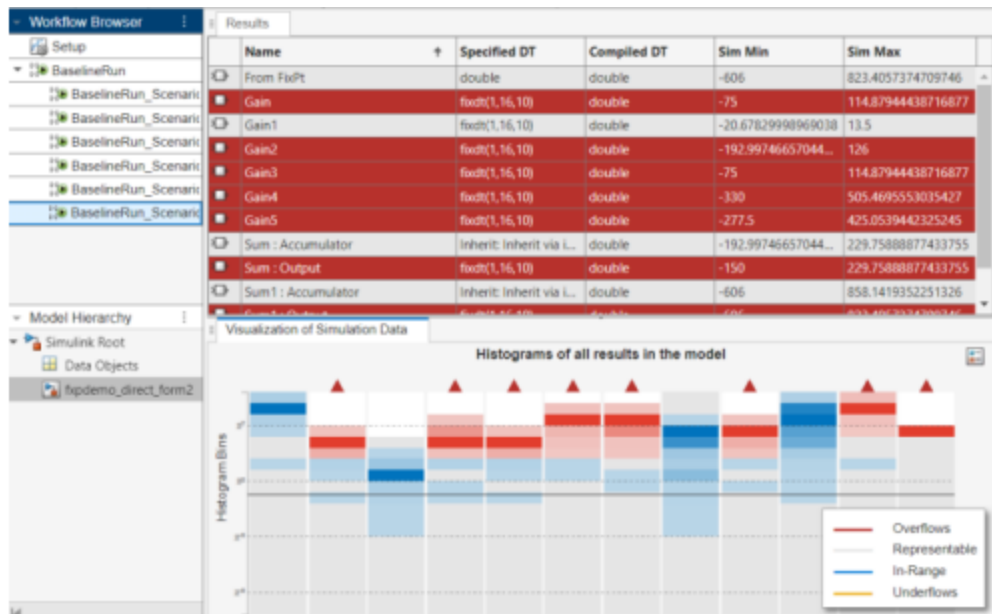 Workflow Browser
Setup
BaselineRun
BaselineRun_Scenaric
BaselineRun_Scenaric
BaselineRun_Scenaric
BaselineRun_Scenaric
BaselineRun_Scenaric
BaselineRun_Scenaric
Model Hierarchy
Simulink Root
Data Objects
fxpdemo_direct_form2
Results
Name Specified DT Compiled DT Sim Min Sim Max
From FixPt double double -606 823.4057374709746
Gain fixdt(1,16,10) double -75 114.87944438716877
Gain1 fixdt(1,16,10) double -20.67829998969038 13.5
Gain2 fixdt(1,16,10) double -192.99746657044... 126
Gain3 fixdt(1,16,10) double -75 114.87944438716877
Gain4 fixdt(1,16,10) double -330 505.4695553035427
Gain5 fixdt(1,16,10) double -277.5 425.0539442325245
Sum : Accumulator Inherit: Inherit via i... double -192.99746657044... 229.75888877433755
Sum : Output fixdt(1,16,10) double -150 229.75888877433755
Sum1 : Accumulator Inherit: Inherit via i... double -606 858.1419352251326
Visualization of Simulation Data
Histograms of all results in the model
Histogram Bins
Overflows
Representable
In-Range
Underflows